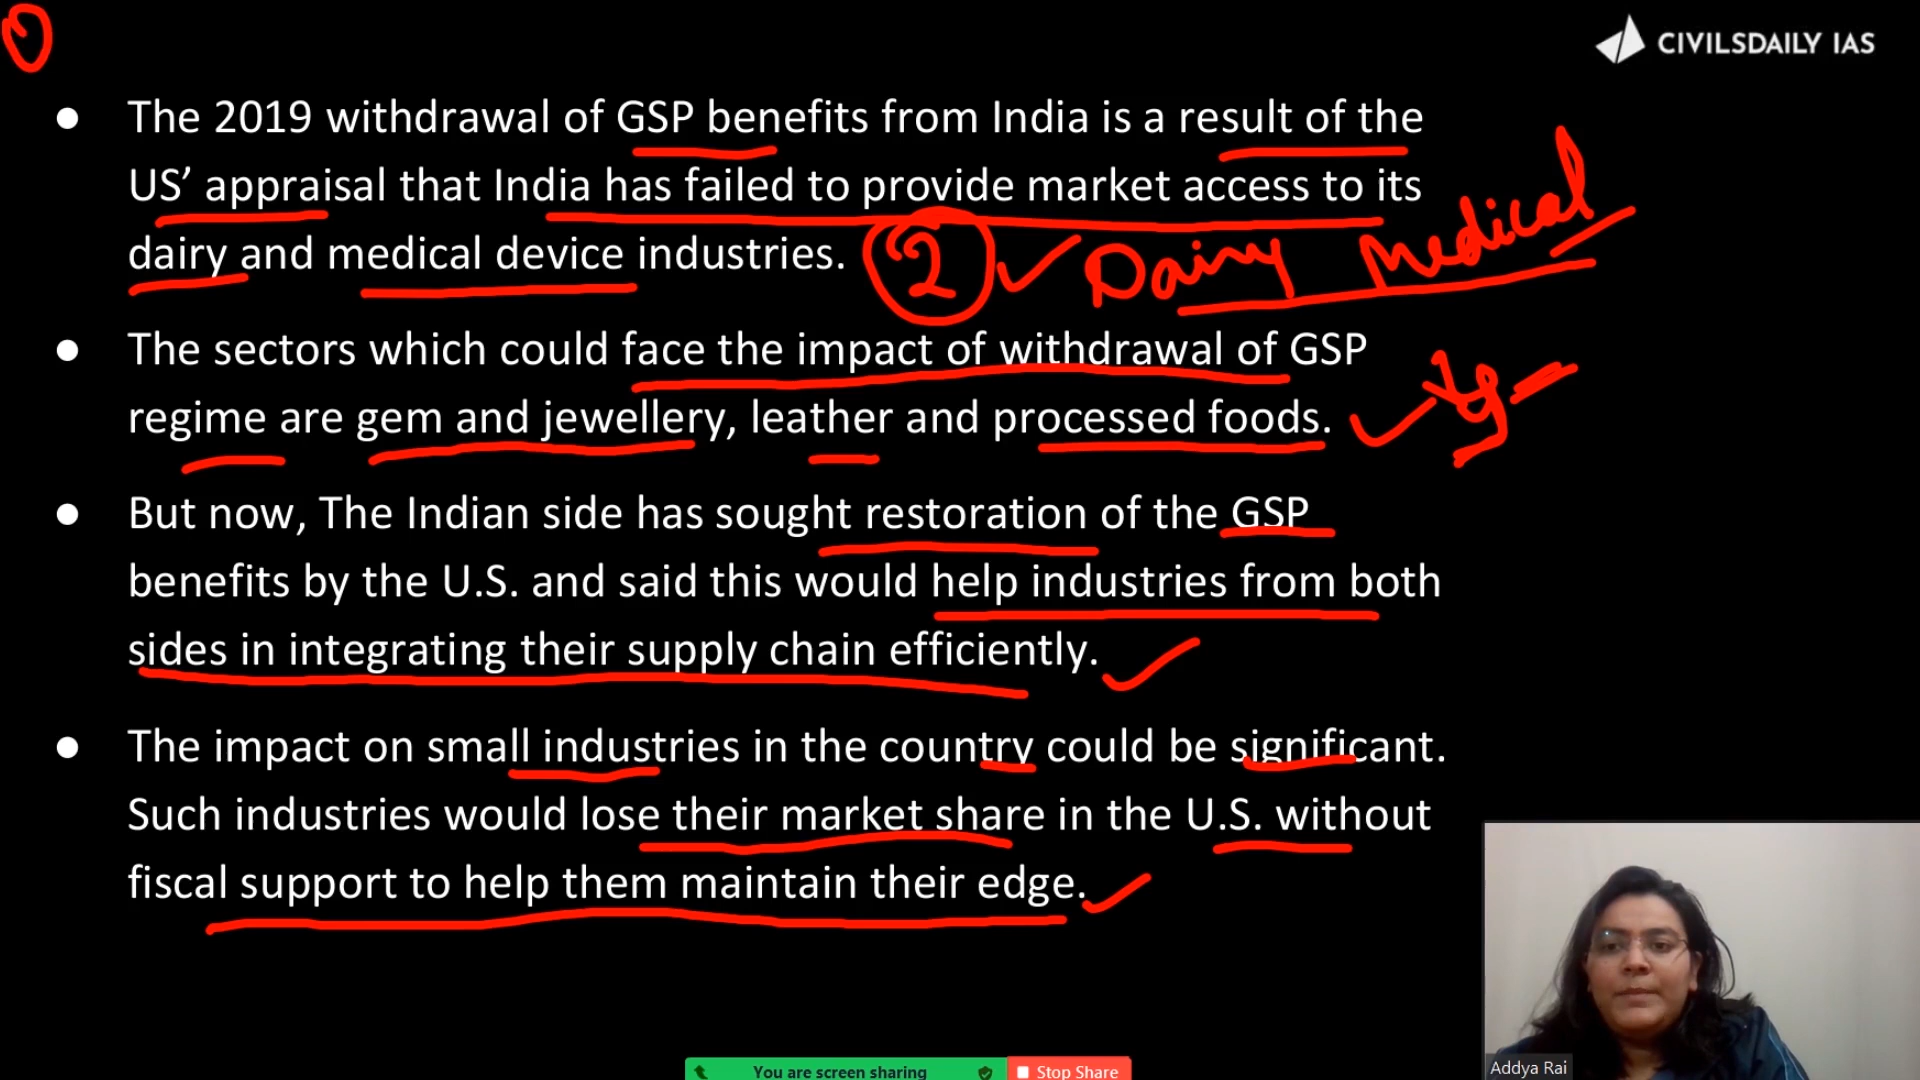 CIVILSDAILY IAS
● The 2019 withdrawal of GSP benefits from India is a result of the
US’ appraisal that India has failed to provide market access to its
dairy and medical device industries.
2 Dairy Medical
● The sectors which could face the impact of withdrawal of GSP
regime are gem and jewellery, leather and processed foods.
● But now, The Indian side has sought restoration of the GSP
benefits by the U.S. and said this would help industries from both
sides in integrating their supply chain efficiently.
● The impact on small industries in the country could be significant.
Such industries would lose their market share in the U.S. without
fiscal support to help them maintain their edge.
Addya Rai
You are screen sharing
Stop Share